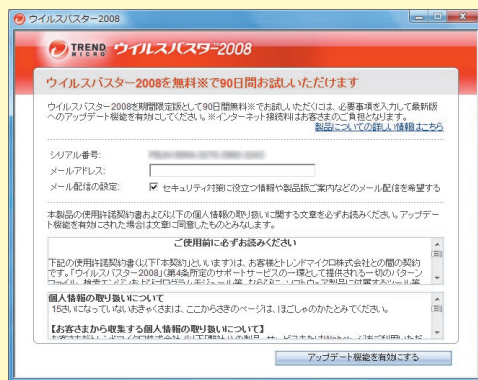 ウイルスバスター2008
TREND MICRO ウイルスバスター2008
ウイルスバスター2008を無料※で90日間お試しいただけます
ウイルスバスター2008を期間限定版として90日間無料※でお試しいただくには、必要事項を入力して最新版
へのアップデート機能を有効にしてください。※インターネット接続料はお客さまのご負担となります。
製品についての詳しい情報はこちら
シリアル番号:
メールアドレス:
メール配信の設定:
セキュリティ対策に役立つ情報や製品版ご案内などのメール配信を希望する
本製品の使用許諾契約書および以下の個人情報の取り扱いに関する文章を必ずお読みください。アップデー
ト機能を有効にされた場合は文章に同意したものとみなします。
ご使用前に必ずお読みください
下記の使用許諾契約書(以下「本契約」といいます)は、お客様とトレンドマイクロ株式会社との間の契約
です。「ウイルスバスター2008」(第4条所定のサポートサービスの一環として提供される一切のパターン
個人情報の取り扱いについて
15さいになっていないおきゃくさまは、ここからさきのページは、ほごしゃのかたとみてください。
【お客さまから収集する個人情報の取り扱いについて】
アップデート機能を有効にする